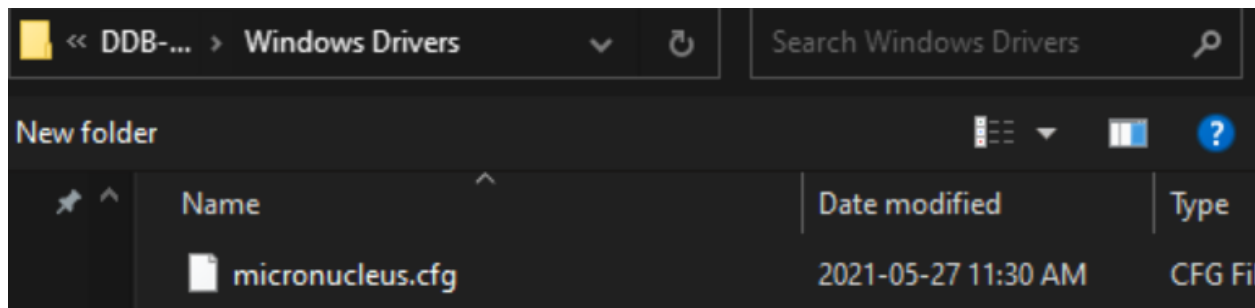 « DDB-... > Windows Drivers Search Windows Drivers
New folder ?
Name Date modified Type
micronucleus.cfg 2021-05-27 11:30 AM CFG Fi